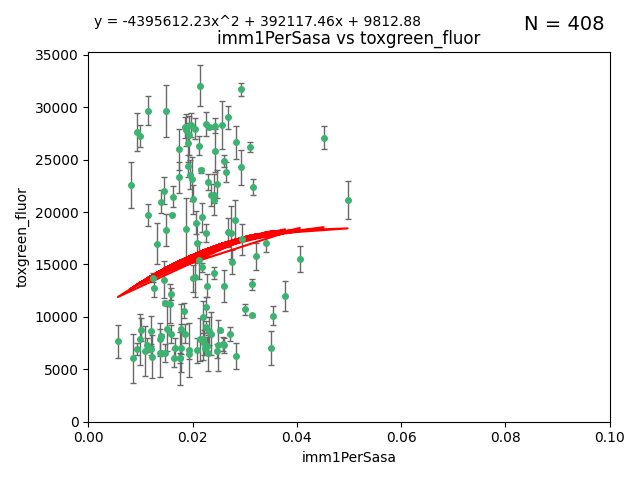 y = -4395612.23x^2 + 392117.46x + 9812.88
N = 408
imm1PerSasa vs toxgreen_fluor
35000
30000
25000
20000
15000
10000
5000
0
toxgreen_fluor
0.00 0.02 0.04 0.06 0.08 0.10
imm1PerSasa